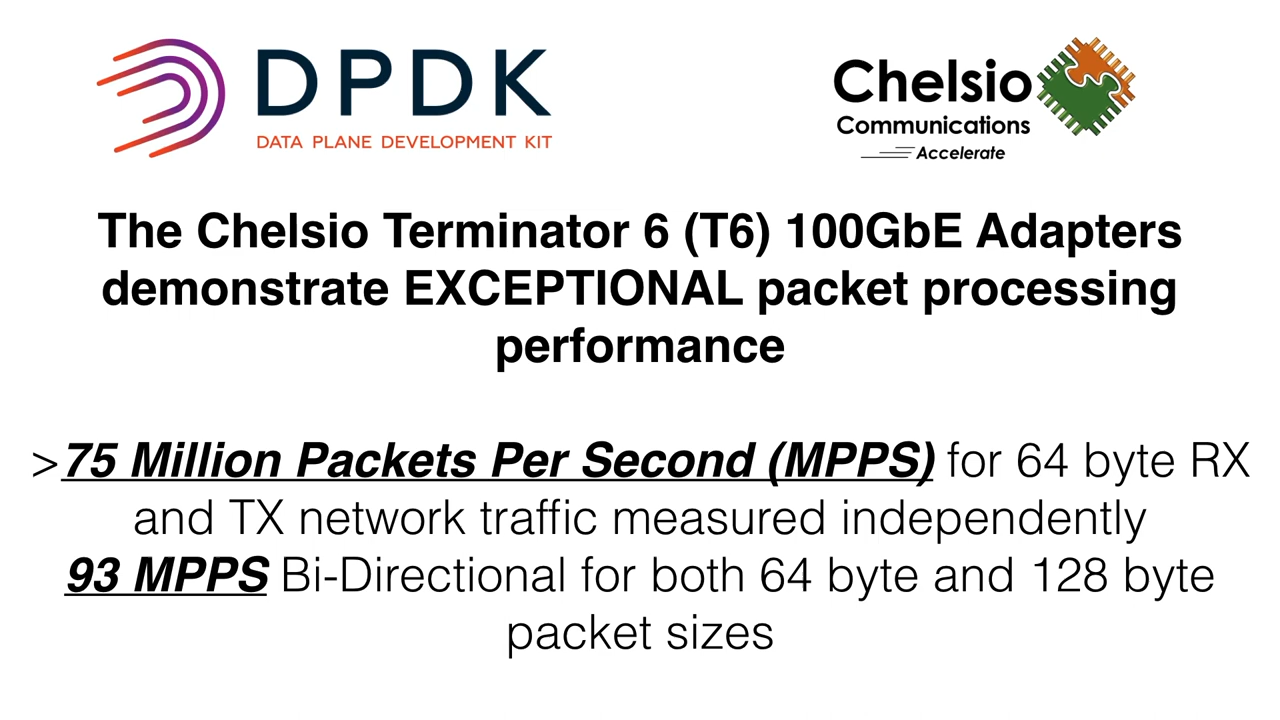 DPDK
DATA PLANE DEVELOPMENT KIT
Chelsio
Communications
Accelerate
The Chelsio Terminator 6 (T6) 100GbE Adapters
demonstrate EXCEPTIONAL packet processing
performance
>75 Million Packets Per Second (MPPS) for 64 byte RX
and TX network traffic measured independently
93 MPPS Bi-Directional for both 64 byte and 128 byte
packet sizes